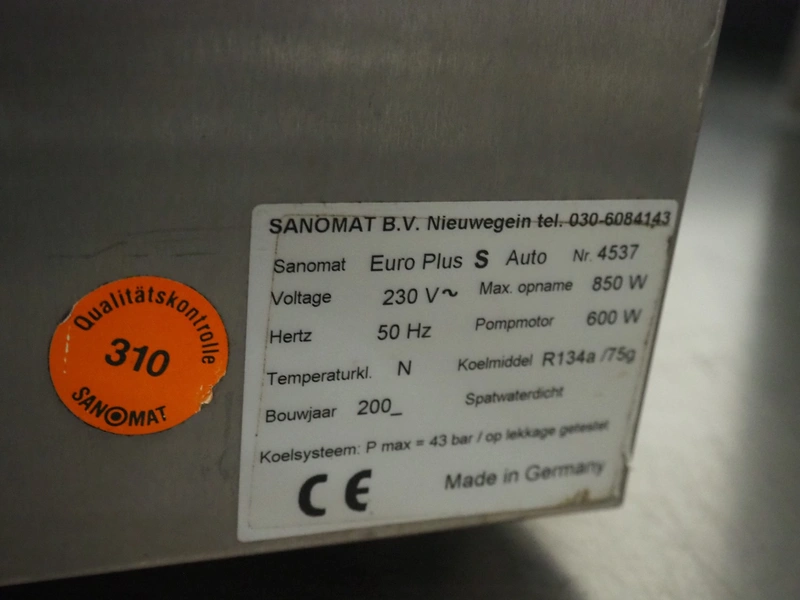 SANOMAT B.V. Nieuwegein tel. 030-6084143
Sanomat Euro Plus S Auto Nr. 4537
Voltage 230 V~ Max. opname 850 W
Hertz 50 Hz Pompmotor 600 W
Temperaturkl. N Koelmiddel R134a /75g
Bouwjaar 200_ Spatwaterdicht
Koelsysteem: P max = 43 bar / op lekkage getestet
CE Made in Germany
Qualitätskontrolle
310
SANOMAT